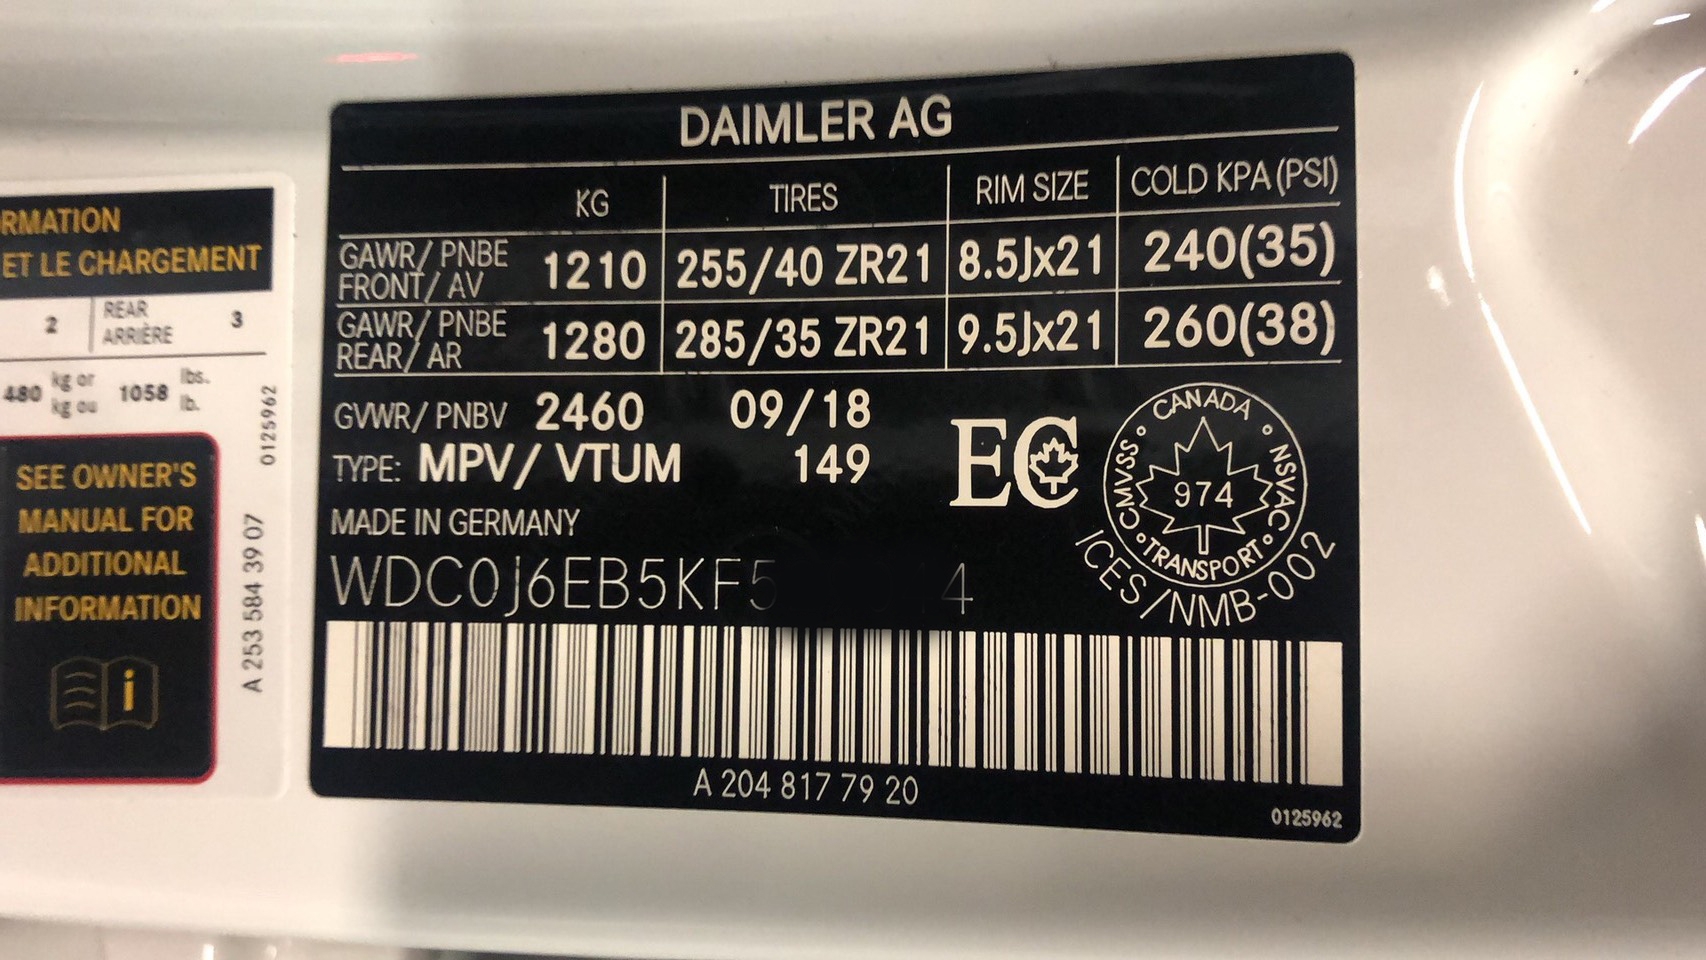 RMATION
ET LE CHARGEMENT
2 REAR ARRIÈRE 3
480 kg or kg ou 1058 lbs. lb.
0125962
SEE OWNER'S
MANUAL FOR
ADDITIONAL
INFORMATION
i
A 253 584 39 07
DAIMLER AG
KG TIRES RIM SIZE COLD KPA (PSI)
GAWR/ PNBE FRONT/ AV 1210 255/40 ZR21 8.5Jx21 240(35)
GAWR/ PNBE REAR/ AR 1280 285/35 ZR21 9.5Jx21 260(38)
GVWR/ PNBV 2460 09/18
TYPE: MPV/ VTUM 149
MADE IN GERMANY
WDC0J6EB5KF5 4
EC
CANADA
CMVSS NSVAC
974
TRANSPORT
ICES/NMB-002
A 204 817 79 20
0125962